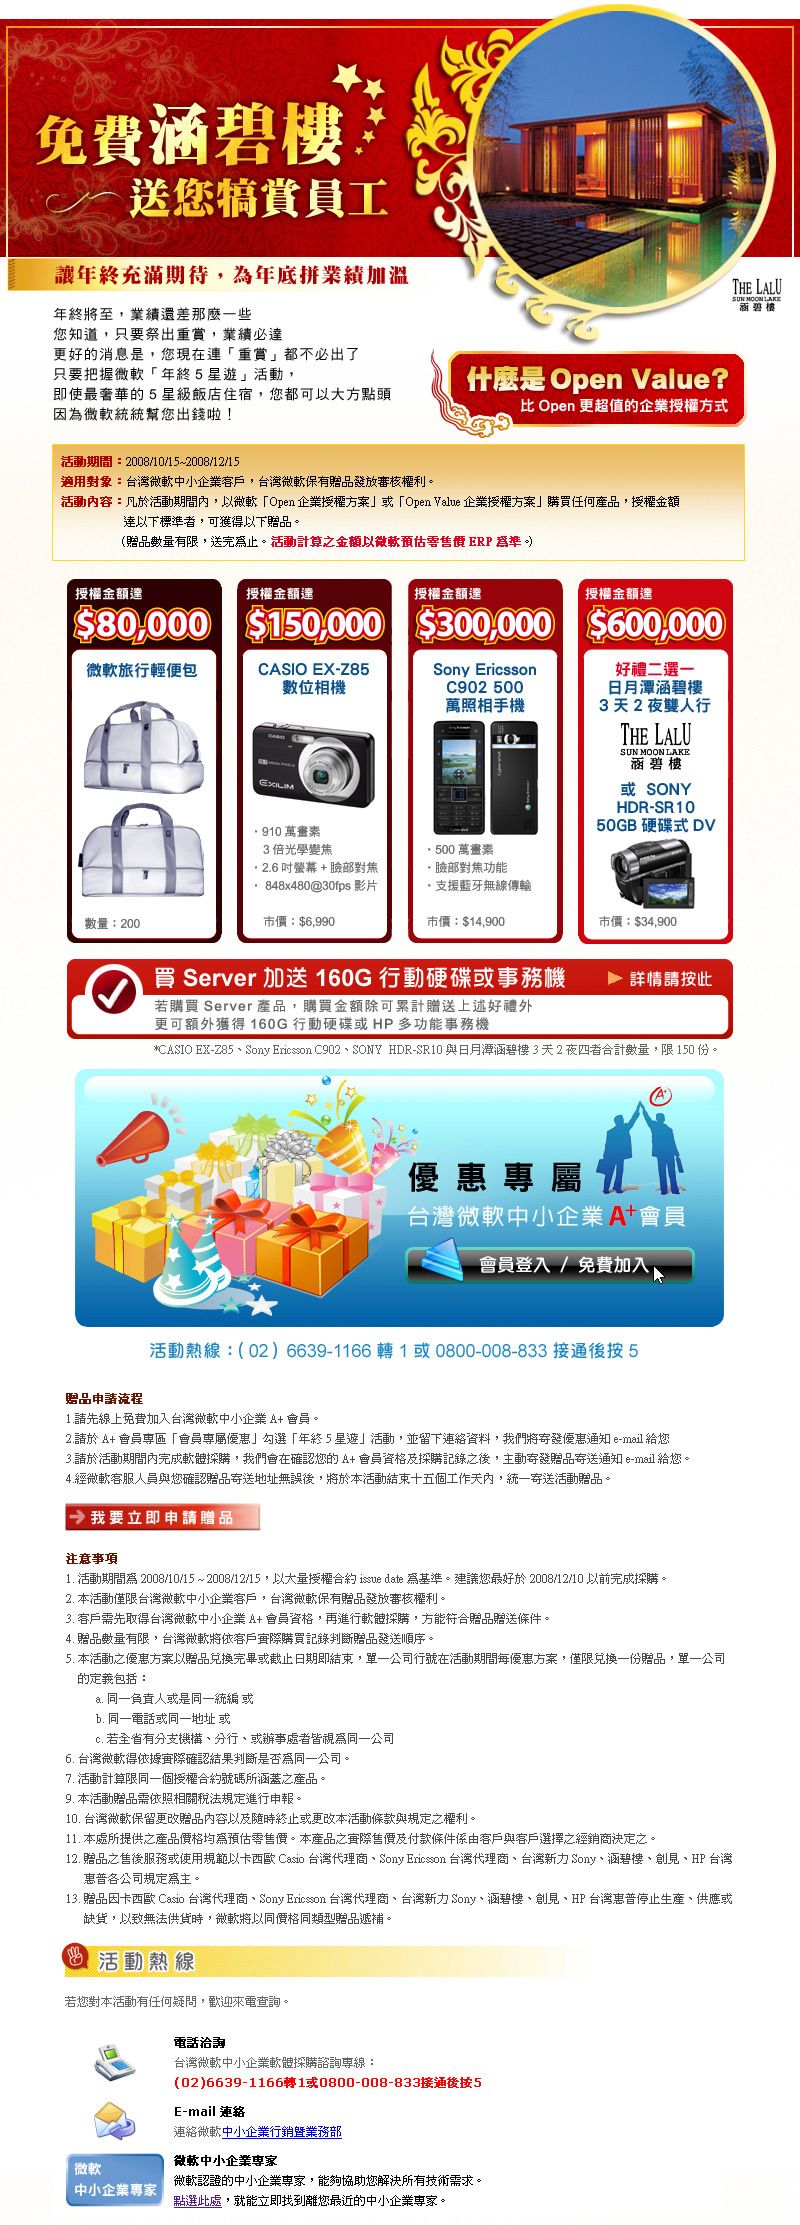 免費涵碧樓
送您犒賞員工
讓年終充滿期待，為年底拼業績加溫
THE LALU
SUN MOON LAKE
涵碧樓
年終將至，業績還差那麼一些
您知道，只要祭出重賞，業績必達
更好的消息是，您現在連「重賞」都不必出了
只要把握微軟「年終５星遊」活動，
即使最奢華的 5 星級飯店住宿，您都可以大方點頭
因為微軟統統幫您出錢啦！
什麼是 Open Value?
比 Open 更超值的企業授權方式
活動期間：2008/10/15~2008/12/15
適用對象：台灣微軟中小企業客戶，台灣微軟保有贈品發放審核權利。
活動內容：凡於活動期間內，以微軟「Open 企業授權方案」或「Open Value 企業授權方案」購買任何產品，授權金額
達以下標準者，可獲得以下贈品。
（贈品數量有限，送完為止。活動計算之金額以微軟預估零售價 ERP 為準。）
授權金額達
$80,000
微軟旅行輕便包
數量：200
授權金額達
$150,000
CASIO EX-Z85
數位相機
CASIO
EXILIM
・910 萬畫素
3 倍光學變焦
・2.6 吋螢幕 + 臉部對焦
・ 848x480@30fps 影片
市價：$6,990
授權金額達
$300,000
Sony Ericsson
C902 500
萬照相手機
・500 萬畫素
・臉部對焦功能
・支援藍牙無線傳輸
市價：$14,900
授權金額達
$600,000
好禮二選一
日月潭涵碧樓
3 天 2 夜雙人行
THE LALU
SUN MOON LAKE
涵碧樓
或 SONY
HDR-SR10
50GB 硬碟式 DV
市價：$34,900
買 Server 加送 160G 行動硬碟或事務機
詳情請按此
若購買 Server 產品，購買金額除可累計贈送上述好禮外
更可額外獲得 160G 行動硬碟或 HP 多功能事務機
*CASIO EX-Z85、Sony Ericsson C902、SONY HDR-SR10 與日月潭涵碧樓 3 天 2 夜四者合計數量，限 150 份。
A+
優惠專屬
台灣微軟中小企業 A+ 會員
會員登入 / 免費加入
活動熱線：( 02 ) 6639-1166 轉 1 或 0800-008-833 接通後按 5
贈品申請流程
1.請先線上免費加入台灣微軟中小企業 A+ 會員。
2.請於 A+ 會員專區「會員專屬優惠」勾選「年終 5 星遊」活動，並留下連絡資料，我們將寄發優惠通知 e-mail 給您
3.請於活動期間內完成軟體採購，我們會在確認您的 A+ 會員資格及採購記錄之後，主動寄發贈品寄送通知 e-mail 給您。
4.經微軟客服人員與您確認贈品寄送地址無誤後，將於本活動結束十五個工作天內，統一寄送活動贈品。
我要立即申請贈品
注意事項
1. 活動期間為 2008/10/15 ~ 2008/12/15，以大量授權合約 issue date 為基準。建議您最好於 2008/12/10 以前完成採購。
2. 本活動僅限台灣微軟中小企業客戶，台灣微軟保有贈品發放審核權利。
3. 客戶需先取得台灣微軟中小企業 A+ 會員資格，再進行軟體採購，方能符合贈品贈送條件。
4. 贈品數量有限，台灣微軟將依客戶實際購買記錄判斷贈品發送順序。
5. 本活動之優惠方案以贈品兌換完畢或截止日期即結束，單一公司行號在活動期間每優惠方案，僅限兌換一份贈品，單一公司
的定義包括：
a. 同一負責人或是同一統編 或
b. 同一電話或同一地址 或
c. 若全省有分支機構、分行、或辦事處者皆視為同一公司
6. 台灣微軟得依據實際確認結果判斷是否為同一公司。
7. 活動計算限同一個授權合約號碼所涵蓋之產品。
9. 本活動贈品需依照相關稅法規定進行申報。
10. 台灣微軟保留更改贈品內容以及隨時終止或更改本活動條款與規定之權利。
11. 本處所提供之產品價格均為預估零售價。本產品之實際售價及付款條件係由客戶與客戶選擇之經銷商決定之。
12. 贈品之售後服務或使用規範以卡西歐 Casio 台灣代理商、Sony Ericsson 台灣代理商、台灣新力 Sony、涵碧樓、創見、HP 台灣
惠普各公司規定為主。
13. 贈品因卡西歐 Casio 台灣代理商、Sony Ericsson 台灣代理商、台灣新力 Sony、涵碧樓、創見、HP 台灣惠普停止生產、供應或
缺貨，以致無法供貨時，微軟將以同價格同類型贈品遞補。
活動熱線
若您對本活動有任何疑問，歡迎來電查詢。
電話洽詢
台灣微軟中小企業軟體採購諮詢專線：
(02)6639-1166轉1或0800-008-833接通後按5
E-mail 連絡
連絡微軟中小企業行銷暨業務部
微軟
中小企業專家
微軟中小企業專家
微軟認證的中小企業專家，能夠協助您解決所有技術需求。
點選此處，就能立即找到離您最近的中小企業專家。